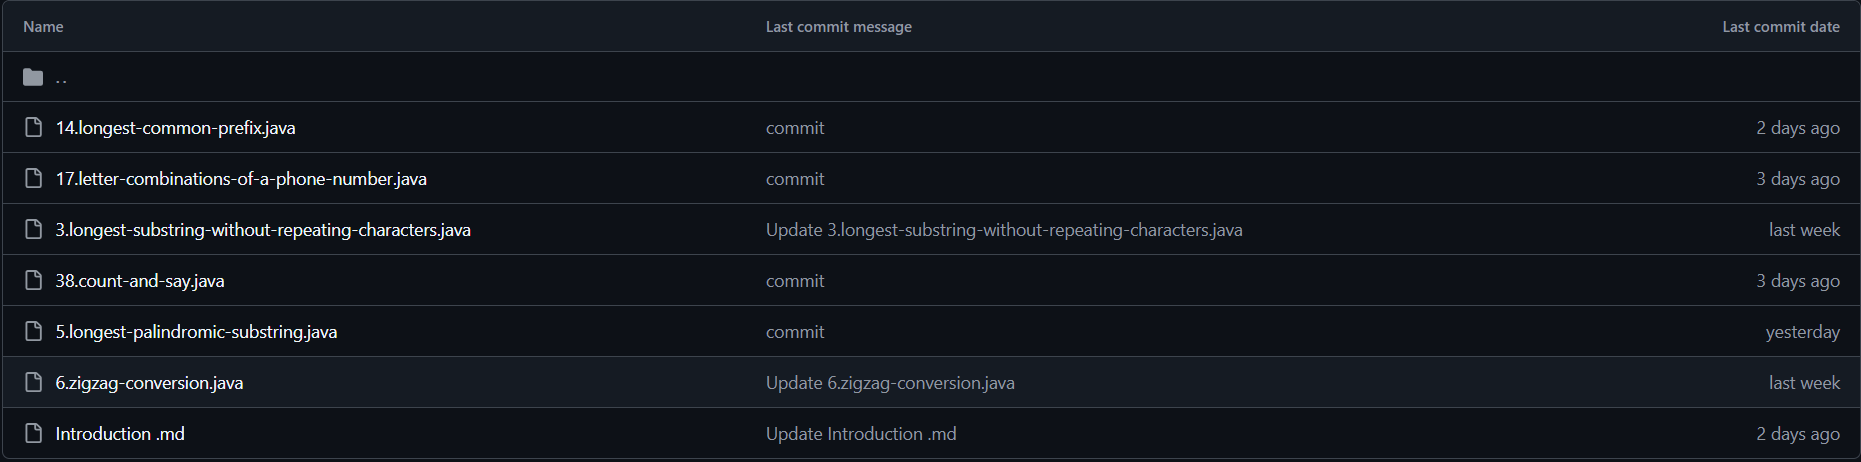 Name Last commit message Last commit date
..
14.longest-common-prefix.java commit 2 days ago
17.letter-combinations-of-a-phone-number.java commit 3 days ago
3.longest-substring-without-repeating-characters.java Update 3.longest-substring-without-repeating-characters.java last week
38.count-and-say.java commit 3 days ago
5.longest-palindromic-substring.java commit yesterday
6.zigzag-conversion.java Update 6.zigzag-conversion.java last week
Introduction .md Update Introduction .md 2 days ago